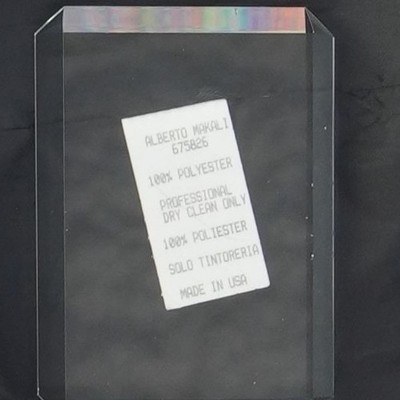 ALBERTO MAKALI
675826
100% POLYESTER
PROFESSIONAL
DRY CLEAN ONLY
100% POLIESTER
SOLO TINTORERIA
MADE IN USA